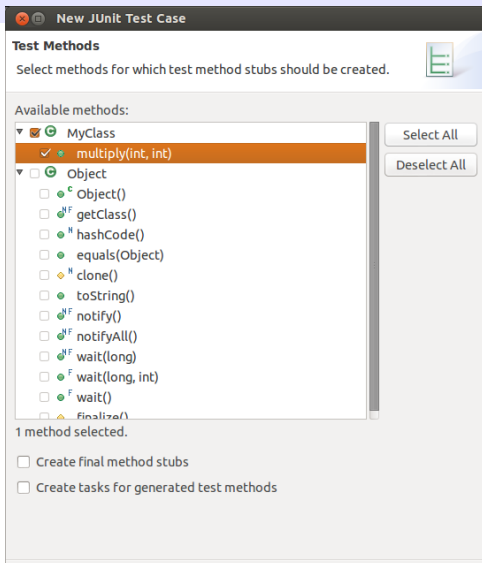 New JUnit Test Case
Test Methods
Select methods for which test method stubs should be created.
Available methods:
MyClass
multiply(int, int)
Object
Object()
getClass()
hashCode()
equals(Object)
clone()
toString()
notify()
notifyAll()
wait(long)
wait(long, int)
wait()
finalize()
Select All
Deselect All
1 method selected.
Create final method stubs
Create tasks for generated test methods